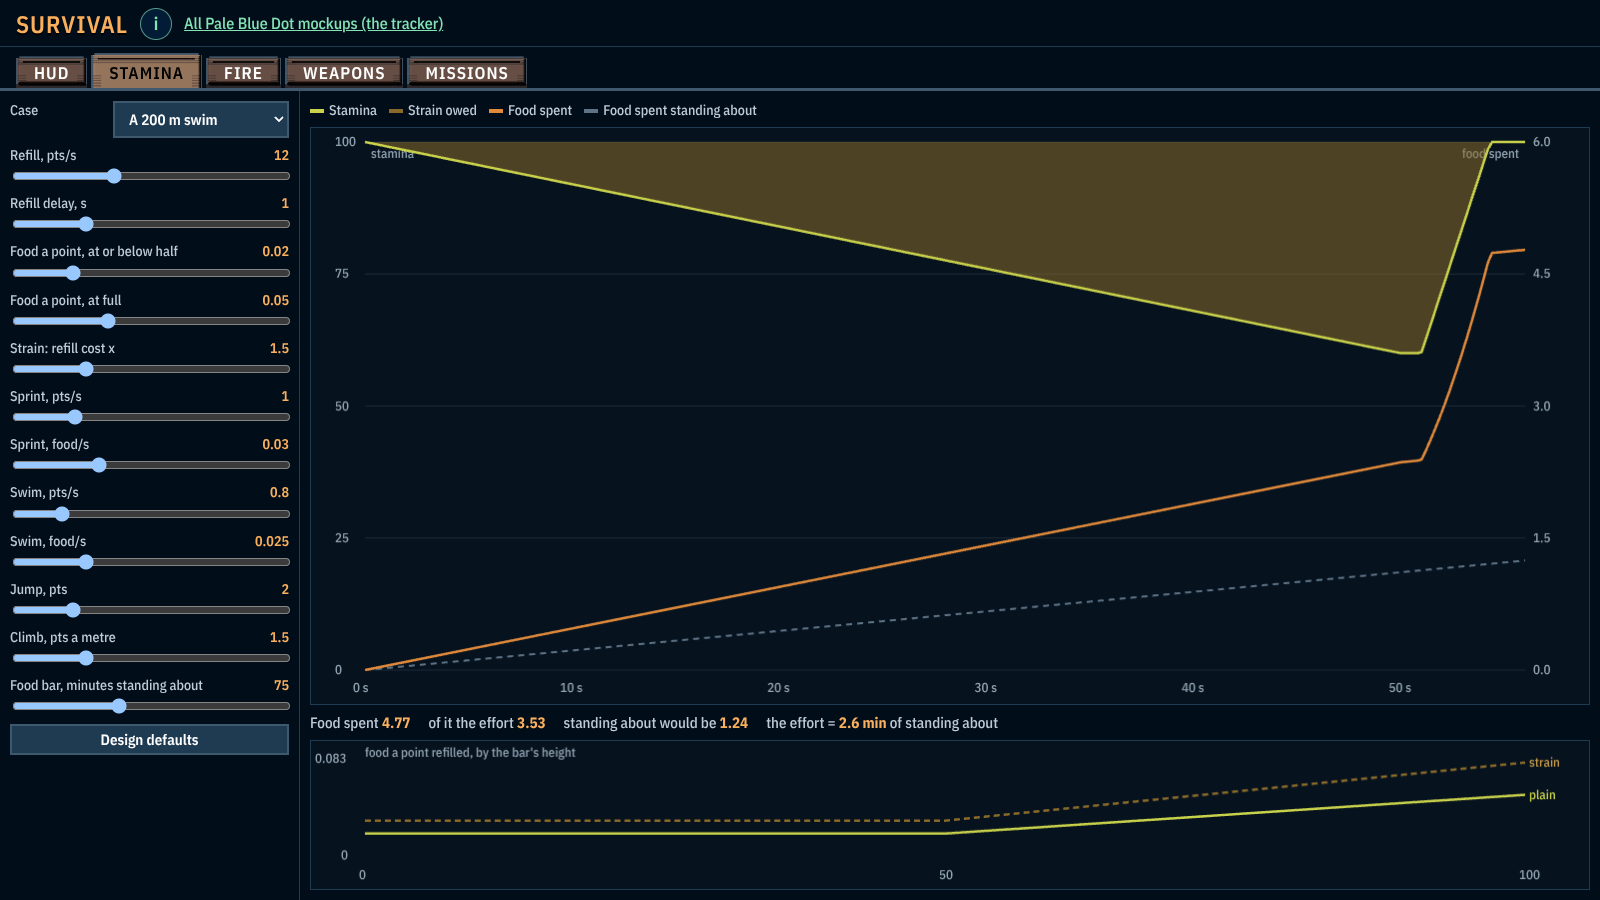 SURVIVAL
i
All Pale Blue Dot mockups (the tracker)
HUD
STAMINA
FIRE
WEAPONS
MISSIONS
Case
A 200 m swim
Refill, pts/s
12
Refill delay, s
1
Food a point, at or below half
0.02
Food a point, at full
0.05
Strain: refill cost x
1.5
Sprint, pts/s
1
Sprint, food/s
0.03
Swim, pts/s
0.8
Swim, food/s
0.025
Jump, pts
2
Climb, pts a metre
1.5
Food bar, minutes standing about
75
Design defaults
Stamina
Strain owed
Food spent
Food spent standing about
100
stamina
food spent
6.0
75
4.5
50
3.0
25
1.5
0
0.0
0 s
10 s
20 s
30 s
40 s
50 s
Food spent 4.77 of it the effort 3.53 standing about would be 1.24 the effort = 2.6 min of standing about
food a point refilled, by the bar's height
0.083
strain
plain
0
0
50
100